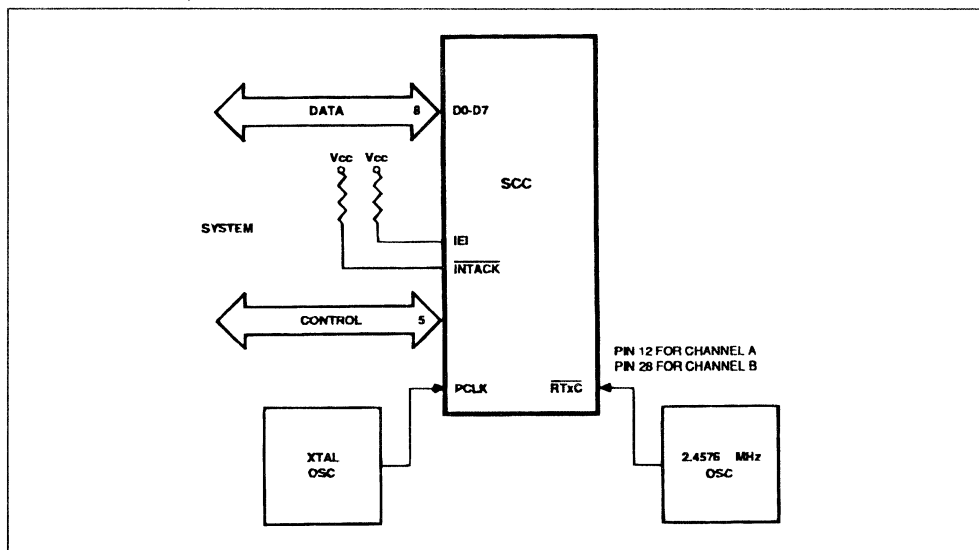 DATA 8 D0-D7
Vcc Vcc
SCC
SYSTEM
IEI
INTACK
CONTROL 5
PIN 12 FOR CHANNEL A
PIN 28 FOR CHANNEL B
PCLK RTxC
XTAL
OSC
2.4576 MHz
OSC